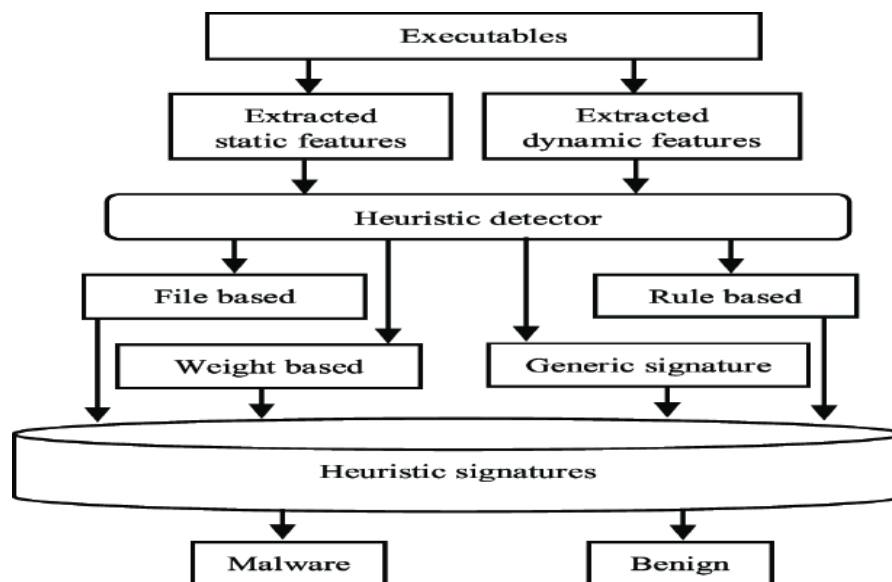 Executables
Extracted
static features
Extracted
dynamic features
Heuristic detector
File based
Rule based
Weight based
Generic signature
Heuristic signatures
Malware
Benign